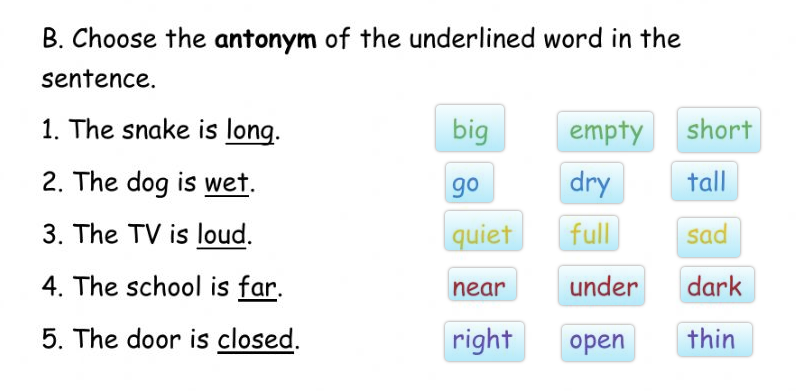 B. Choose the antonym of the underlined word in the
sentence.
1. The snake is long. big empty short
2. The dog is wet. go dry tall
3. The TV is loud. quiet full sad
4. The school is far. near under dark
5. The door is closed. right open thin